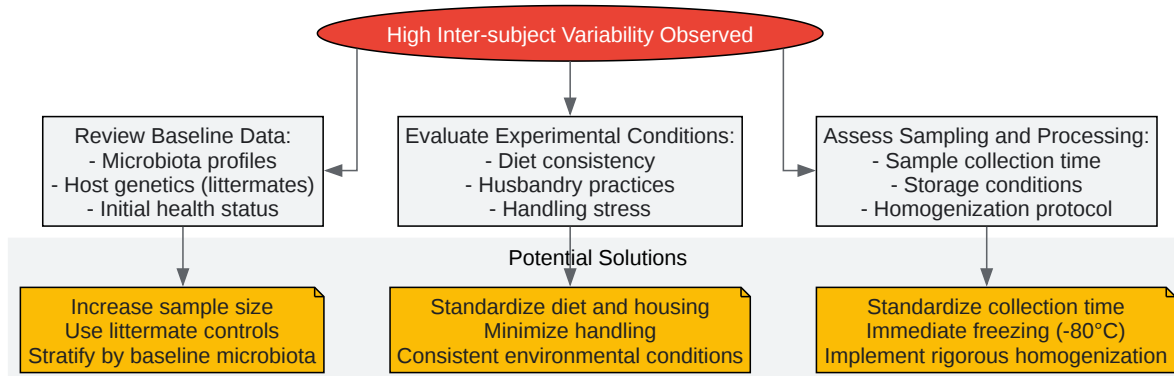 High Inter-subject Variability Observed
Review Baseline Data:
- Microbiota profiles
- Host genetics (littermates)
- Initial health status
Evaluate Experimental Conditions:
- Diet consistency
- Husbandry practices
- Handling stress
Assess Sampling and Processing:
- Sample collection time
- Storage conditions
- Homogenization protocol
Potential Solutions
Increase sample size
Use littermate controls
Stratify by baseline microbiota
Standardize diet and housing
Minimize handling
Consistent environmental conditions
Standardize collection time
Immediate freezing (-80°C)
Implement rigorous homogenization